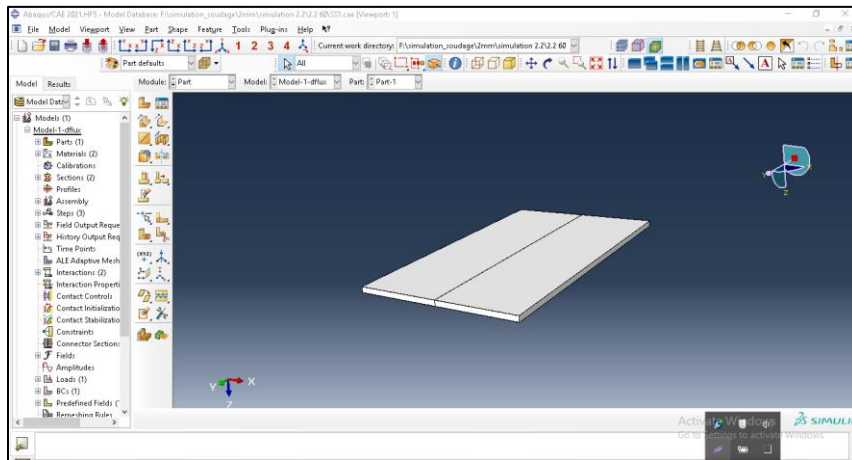 Abaqus/CAE 2021.HF5 - Model Database: F:\simulation_soudage\2mm\simulation 2.2\2.2 60\SS1.cae [Viewport: 1]
File Model Viewport View Part Shape Feature Tools Plug-ins Help
1 2 3 4 Current work directory: F:\simulation_soudage\2mm\simulation 2.2\2.2 60
Part defaults All
Model Results Module: Part Model: Model-1-dflux Part: Part-1
Model Dat
Models (1)
Model-1-dflux
Parts (1)
Materials (2)
Calibrations
Sections (2)
Profiles
Assembly
Steps (3)
Field Output Reque
History Output Req
Time Points
ALE Adaptive Mesh
Interactions (2)
Interaction Properti
Contact Controls
Contact Initializatio
Contact Stabilizatio
Constraints
Connector Section
Fields
Amplitudes
Loads (1)
BCs (1)
Predefined Fields (
Remeshing Rules
(XYZ)
Y
Z
Y X
Z
Activate Windows
Go to Settings to activate Windows.
SIMULI